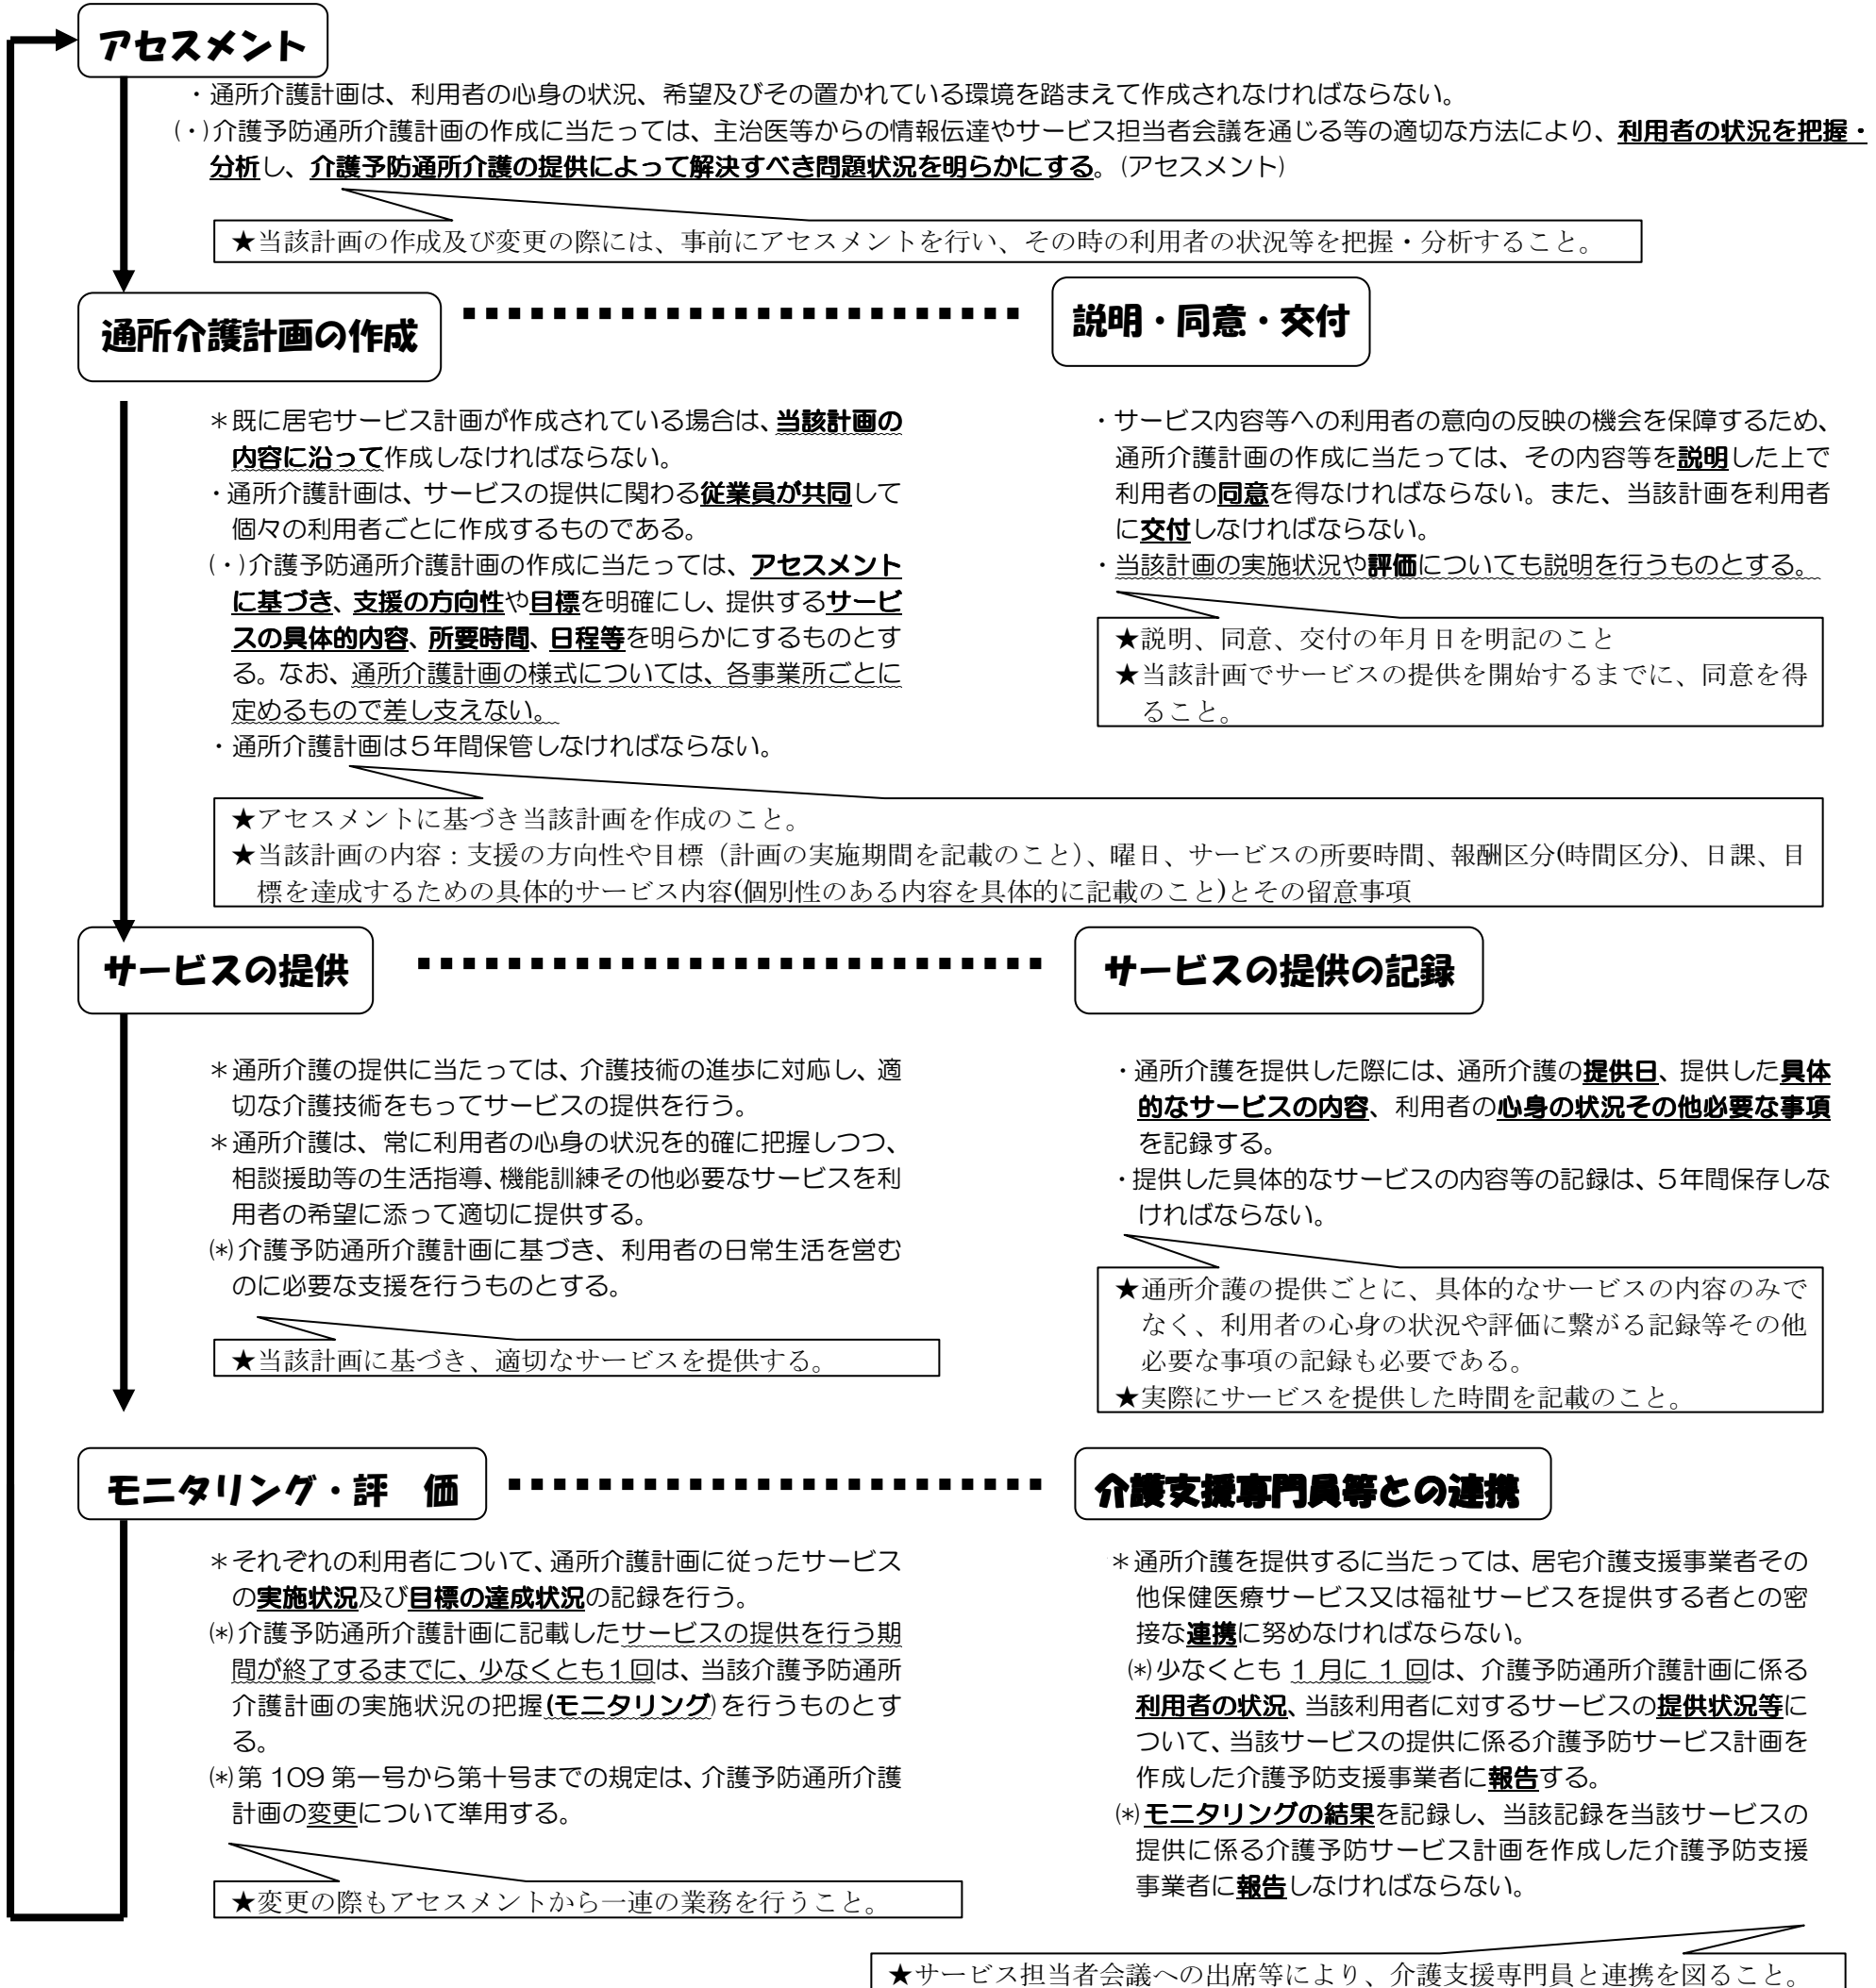 アセスメント
・通所介護計画は、利用者の心身の状況、希望及びその置かれている環境を踏まえて作成されなければならない。
(・)介護予防通所介護計画の作成に当たっては、主治医等からの情報伝達やサービス担当者会議を通じる等の適切な方法により、利用者の状況を把握・
分析し、介護予防通所介護の提供によって解決すべき問題状況を明らかにする。(アセスメント)
★当該計画の作成及び変更の際には、事前にアセスメントを行い、その時の利用者の状況等を把握・分析すること。
通所介護計画の作成
説明・同意・交付
＊既に居宅サービス計画が作成されている場合は、当該計画の
内容に沿って作成しなければならない。
・通所介護計画は、サービスの提供に関わる従業員が共同して
個々の利用者ごとに作成するものである。
(・)介護予防通所介護計画の作成に当たっては、アセスメント
に基づき、支援の方向性や目標を明確にし、提供するサービ
スの具体的内容、所要時間、日程等を明らかにするものとす
る。なお、通所介護計画の様式については、各事業所ごとに
定めるもので差し支えない。
・通所介護計画は５年間保管しなければならない。
・サービス内容等への利用者の意向の反映の機会を保障するため、
通所介護計画の作成に当たっては、その内容等を説明した上で
利用者の同意を得なければならない。また、当該計画を利用者
に交付しなければならない。
・当該計画の実施状況や評価についても説明を行うものとする。
★説明、同意、交付の年月日を明記のこと
★当該計画でサービスの提供を開始するまでに、同意を得
ること。
★アセスメントに基づき当該計画を作成のこと。
★当該計画の内容：支援の方向性や目標（計画の実施期間を記載のこと）、曜日、サービスの所要時間、報酬区分(時間区分)、日課、目
標を達成するための具体的サービス内容(個別性のある内容を具体的に記載のこと)とその留意事項
サービスの提供
サービスの提供の記録
＊通所介護の提供に当たっては、介護技術の進歩に対応し、適
切な介護技術をもってサービスの提供を行う。
＊通所介護は、常に利用者の心身の状況を的確に把握しつつ、
相談援助等の生活指導、機能訓練その他必要なサービスを利
用者の希望に添って適切に提供する。
(*)介護予防通所介護計画に基づき、利用者の日常生活を営む
のに必要な支援を行うものとする。
★当該計画に基づき、適切なサービスを提供する。
・通所介護を提供した際には、通所介護の提供日、提供した具体
的なサービスの内容、利用者の心身の状況その他必要な事項
を記録する。
・提供した具体的なサービスの内容等の記録は、５年間保存しな
ければならない。
★通所介護の提供ごとに、具体的なサービスの内容のみで
なく、利用者の心身の状況や評価に繋がる記録等その他
必要な事項の記録も必要である。
★実際にサービスを提供した時間を記載のこと。
モニタリング・評　価
介護支援専門員等との連携
＊それぞれの利用者について、通所介護計画に従ったサービス
の実施状況及び目標の達成状況の記録を行う。
(*)介護予防通所介護計画に記載したサービスの提供を行う期
間が終了するまでに、少なくとも１回は、当該介護予防通所
介護計画の実施状況の把握(モニタリング)を行うものとす
る。
(*)第 109 第一号から第十号までの規定は、介護予防通所介護
計画の変更について準用する。
★変更の際もアセスメントから一連の業務を行うこと。
＊通所介護を提供するに当たっては、居宅介護支援事業者その
他保健医療サービス又は福祉サービスを提供する者との密
接な連携に努めなければならない。
(*)少なくとも 1 月に 1 回は、介護予防通所介護計画に係る
利用者の状況、当該利用者に対するサービスの提供状況等に
ついて、当該サービスの提供に係る介護予防サービス計画を
作成した介護予防支援事業者に報告する。
(*)モニタリングの結果を記録し、当該記録を当該サービスの
提供に係る介護予防サービス計画を作成した介護予防支援
事業者に報告しなければならない。
★サービス担当者会議への出席等により、介護支援専門員と連携を図ること。